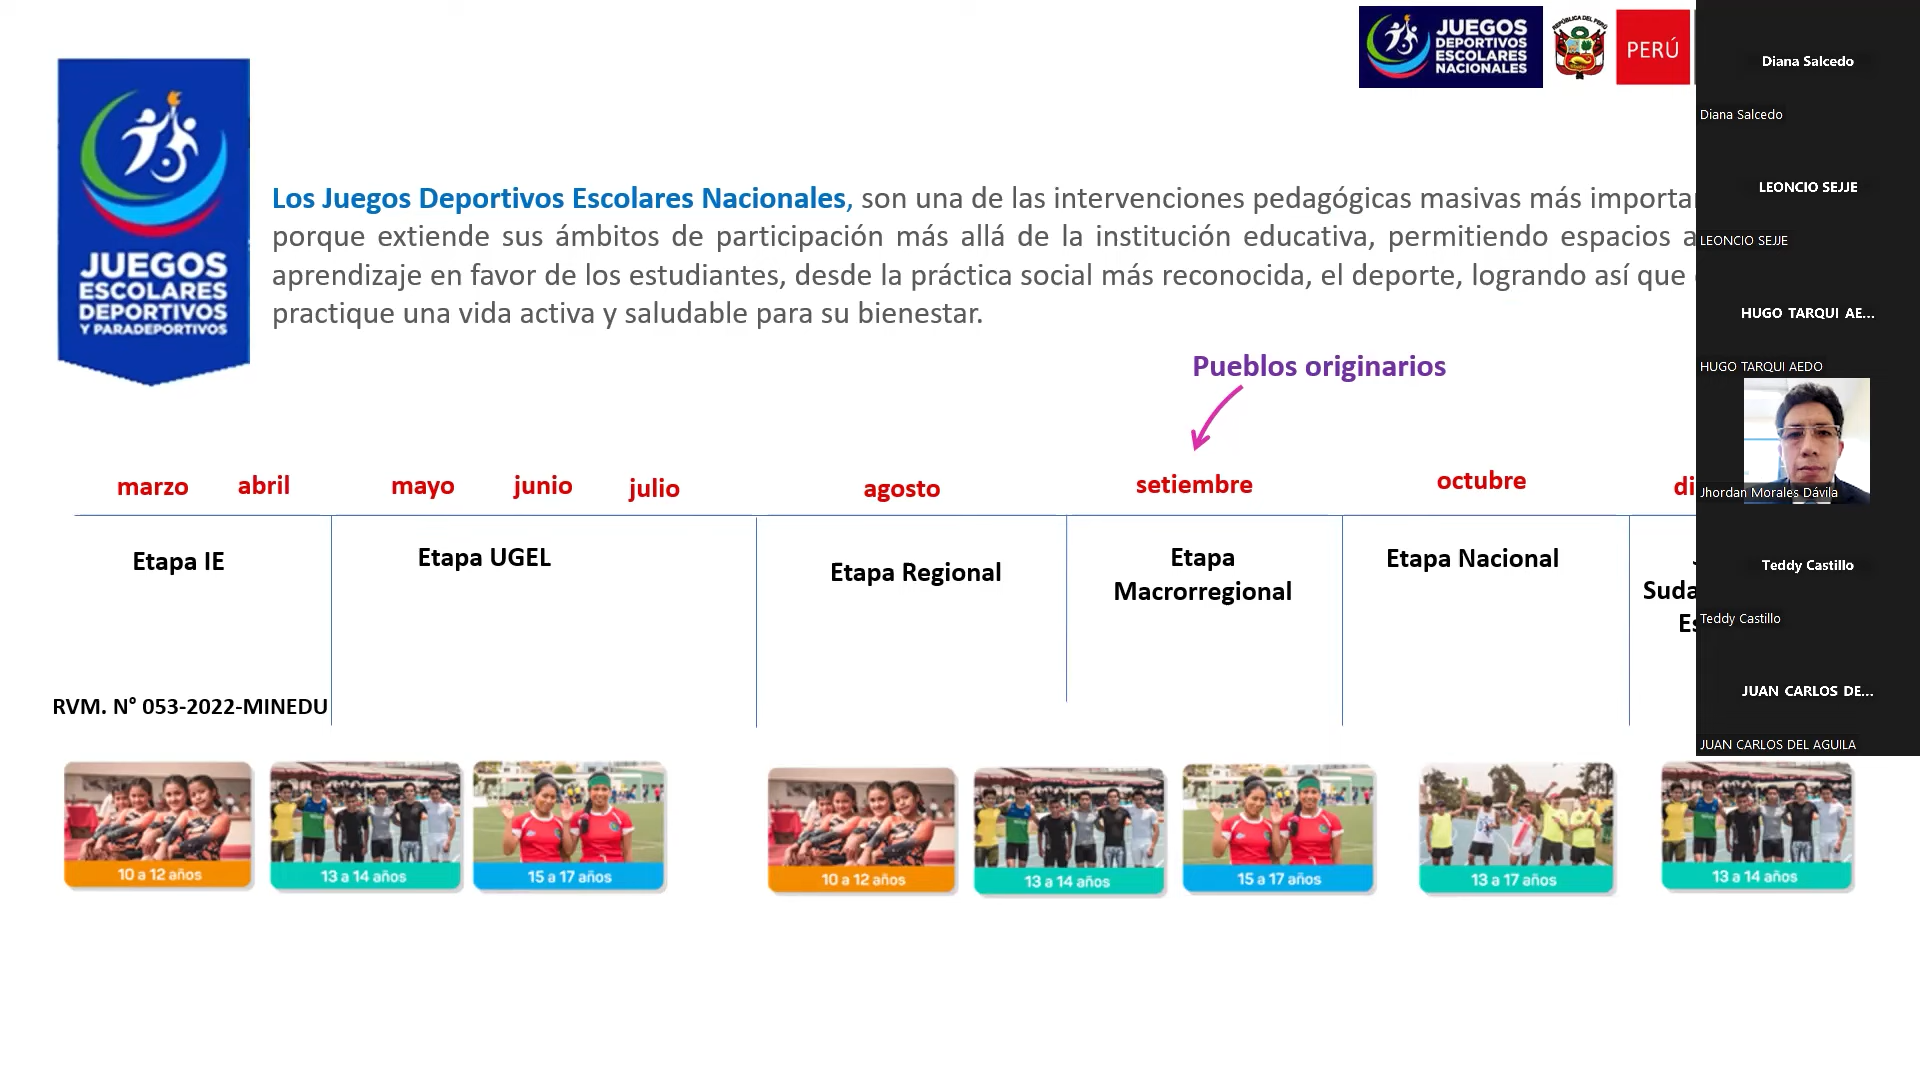 JUEGOS
DEPORTIVOS
ESCOLARES
NACIONALES
REPÚBLICA DEL PERÚ
PERÚ
JUEGOS
ESCOLARES
DEPORTIVOS
Y PARADEPORTIVOS
Los Juegos Deportivos Escolares Nacionales, son una de las intervenciones pedagógicas masivas más
porque extiende sus ámbitos de participación más allá de la institución educativa, permitiendo espacios
aprendizaje en favor de los estudiantes, desde la práctica social más reconocida, el deporte, logrando así que
practique una vida activa y saludable para su bienestar.
Pueblos originarios
marzo abril mayo junio julio agosto setiembre octubre
Etapa IE
Etapa UGEL
Etapa Regional
Etapa
Macrorregional
Etapa Nacional
RVM. N° 053-2022-MINEDU
10 a 12 años
13 a 14 años
15 a 17 años
10 a 12 años
13 a 14 años
15 a 17 años
13 a 17 años
13 a 14 años
Diana Salcedo
Diana Salcedo
LEONCIO SEJJE
LEONCIO SEJJE
HUGO TARQUI AE...
HUGO TARQUI AEDO
Jhordan Morales Dávila
Teddy Castillo
Teddy Castillo
JUAN CARLOS DE...
JUAN CARLOS DEL AGUILA